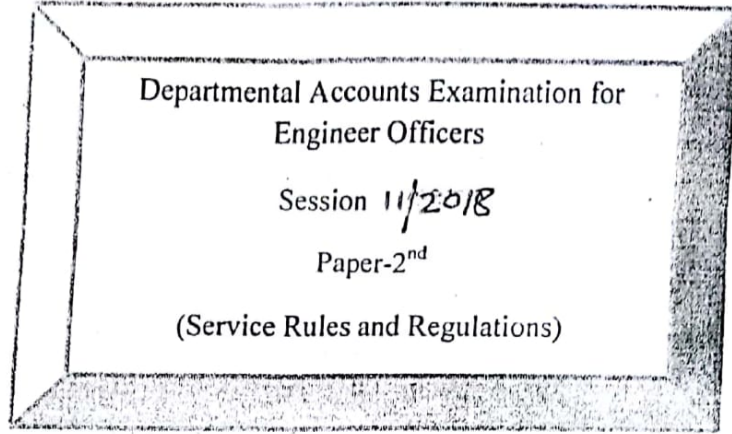 Departmental Accounts Examination for
Engineer Officers
Session 11/2018
Paper-2nd
(Service Rules and Regulations)